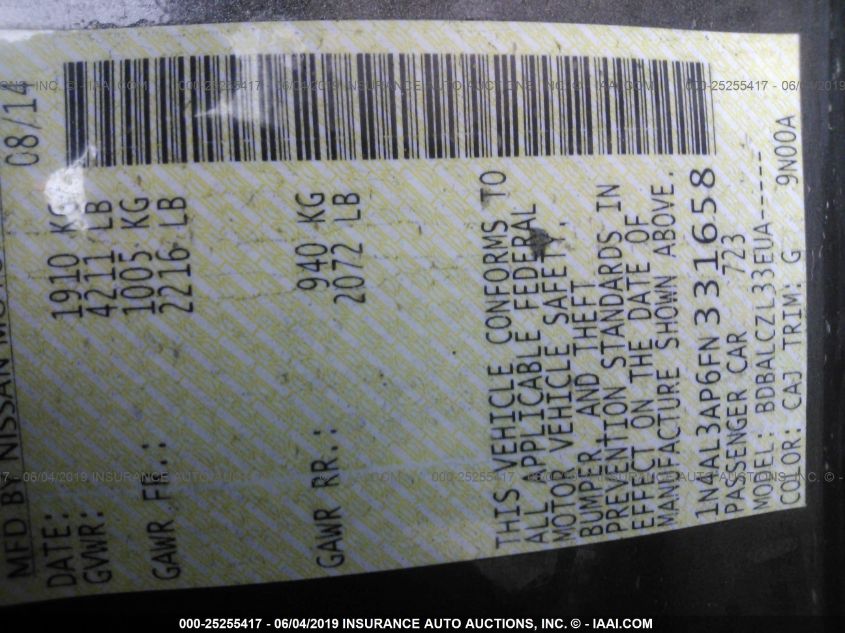 MFD BY NISSAN MOTO
DATE: 08/14
GVWR: 1910 KG
4211 LB
GAWR FR.: 1005 KG
2216 LB
GAWR RR.: 940 KG
2072 LB
THIS VEHICLE CONFORMS TO
ALL APPLICABLE FEDERAL
MOTOR VEHICLE SAFETY,
BUMPER, AND THEFT
PREVENTION STANDARDS IN
EFFECT ON THE DATE OF
MANUFACTURE SHOWN ABOVE.
1N4AL3AP6FN331658
PASSENGER CAR 723
MODEL: BDBALCZL33EUA-----
COLOR: CAJ TRIM: G 9N00A
000-25255417 - 06/04/2019 INSURANCE AUTO AUCTIONS, INC. © - IAAI.COM